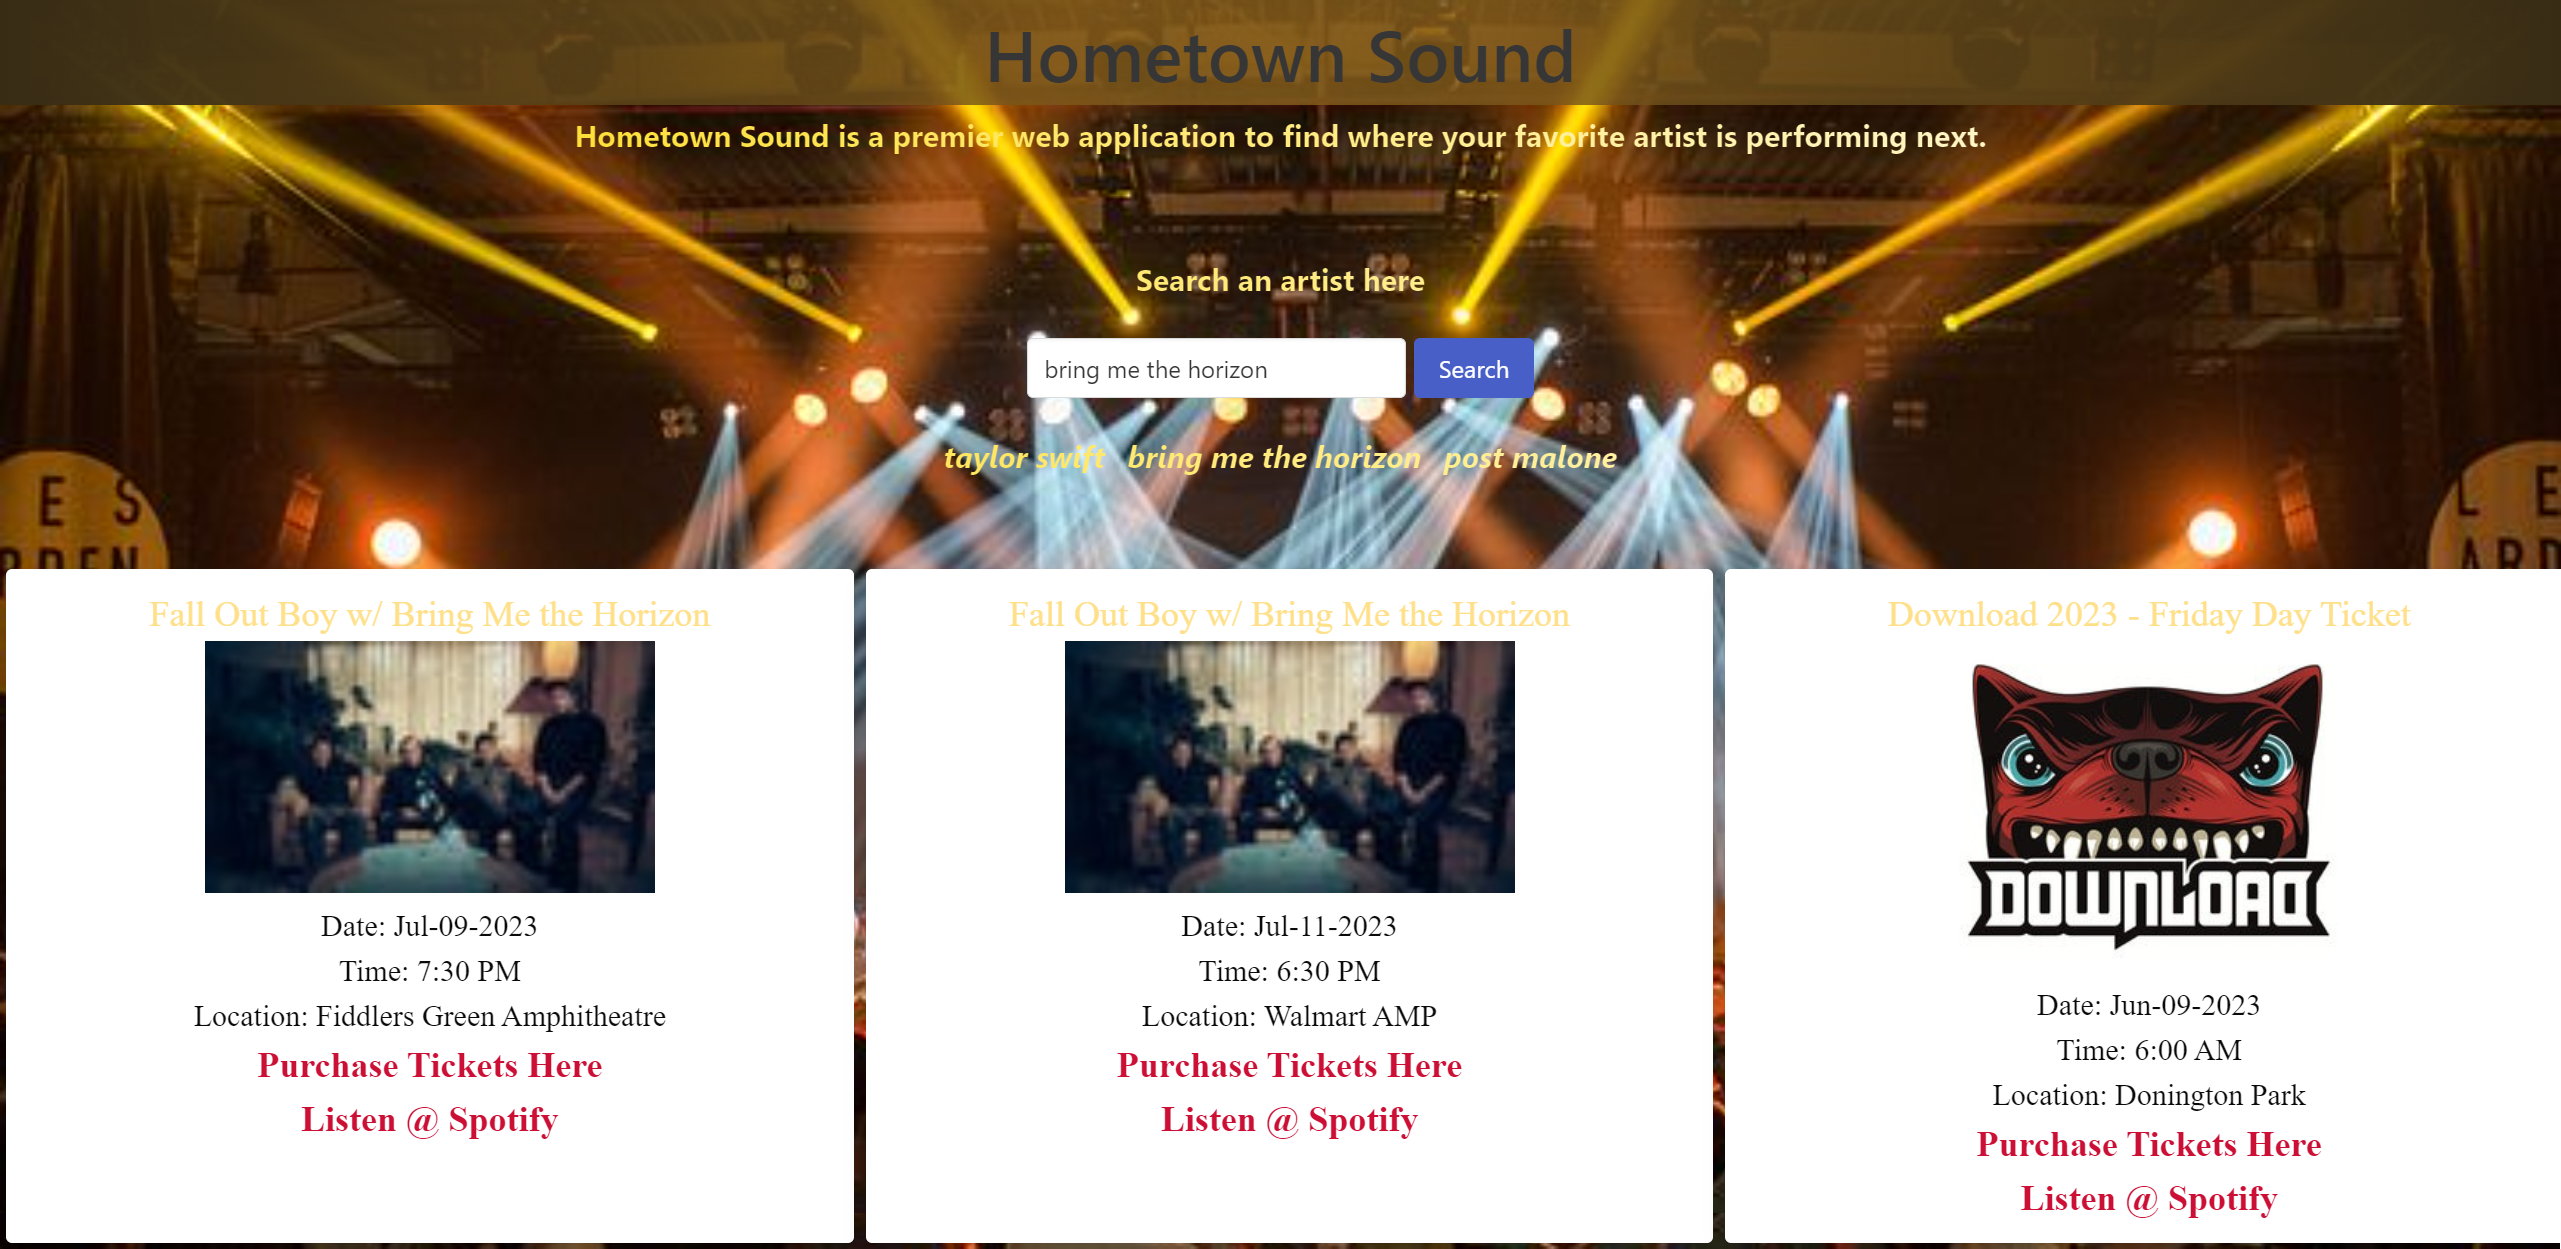 Hometown Sound
Hometown Sound is a premier web application to find where your favorite artist is performing next.
Search an artist here
bring me the horizon Search
taylor swift bring me the horizon post malone
E S
RDEN
L E
ARD
Fall Out Boy w/ Bring Me the Horizon
Date: Jul-09-2023
Time: 7:30 PM
Location: Fiddlers Green Amphitheatre
Purchase Tickets Here
Listen @ Spotify
Fall Out Boy w/ Bring Me the Horizon
Date: Jul-11-2023
Time: 6:30 PM
Location: Walmart AMP
Purchase Tickets Here
Listen @ Spotify
Download 2023 - Friday Day Ticket
DOWNLOAD
Date: Jun-09-2023
Time: 6:00 AM
Location: Donington Park
Purchase Tickets Here
Listen @ Spotify